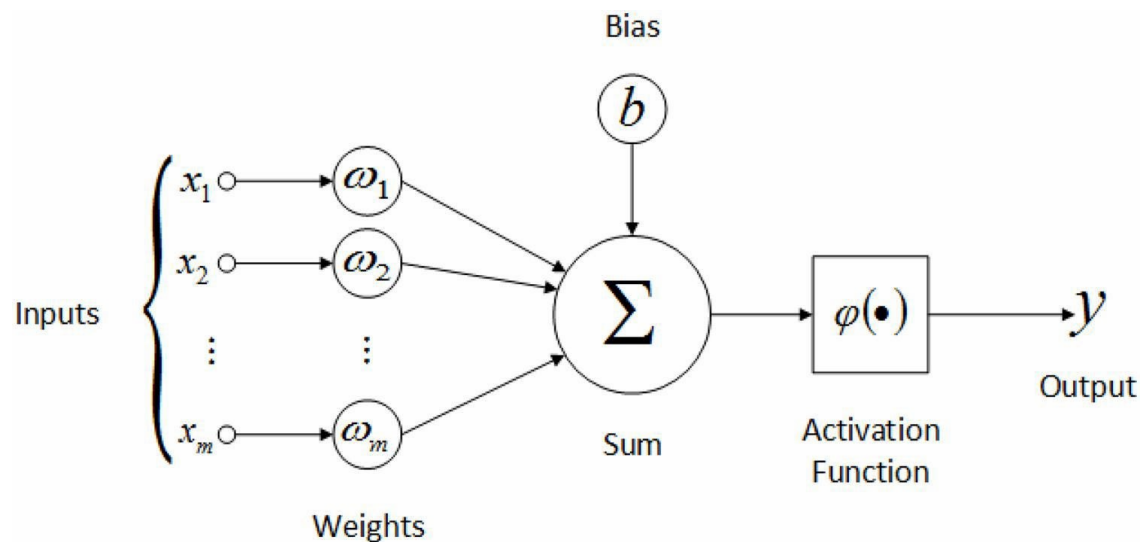 Bias
b
x₁
ω₁
x₂
ω₂
Inputs
⋮
⋮
Σ
φ(•)
y
Output
xₘ
ωₘ
Sum
Activation
Function
Weights